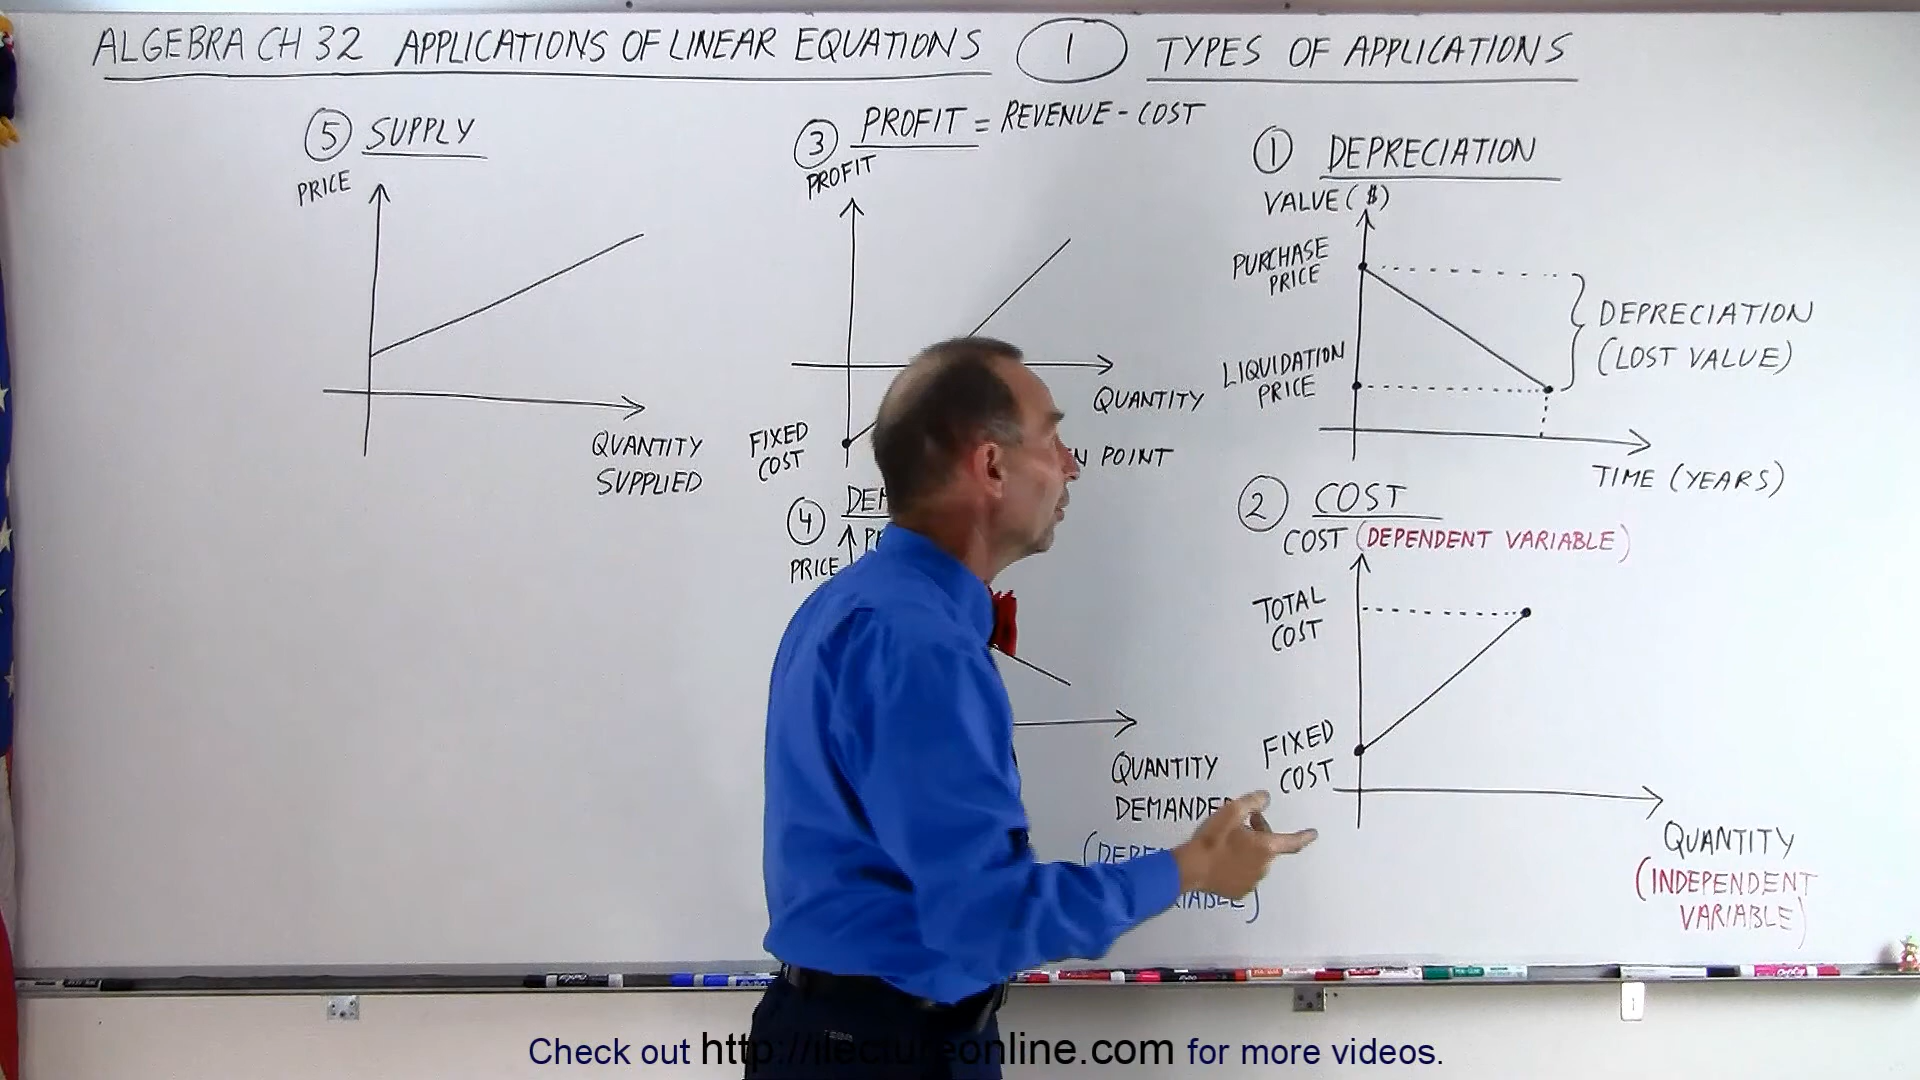 ALGEBRA CH 32 APPLICATIONS OF LINEAR EQUATIONS 1 TYPES OF APPLICATIONS
5 SUPPLY
PRICE
QUANTITY
SUPPLIED
3 PROFIT = REVENUE - COST
PROFIT
QUANTITY
FIXED
COST
POINT
4
PRICE
QUANTITY
1 DEPRECIATION
VALUE ($)
PURCHASE
PRICE
LIQUIDATION
PRICE
DEPRECIATION
(LOST VALUE)
TIME (YEARS)
2 COST
COST (DEPENDENT VARIABLE)
TOTAL
COST
FIXED
COST
QUANTITY
(INDEPENDENT
VARIABLE)
Check out http://ilectureonline.com for more videos.